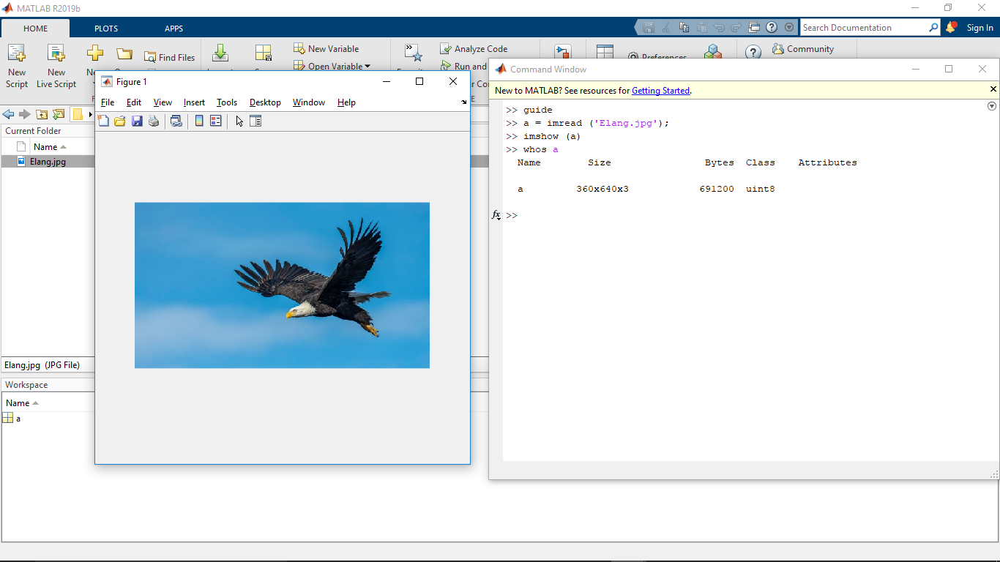 MATLAB R2019b
HOME PLOTS APPS
Search Documentation
Sign In
New Script
New Live Script
Find Files
New Variable
Open Variable
Analyze Code
Run and
Preferences
Community
Current Folder
Name
Elang.jpg
Elang.jpg (JPG File)
Workspace
Name
a
Figure 1
File Edit View Insert Tools Desktop Window Help
Command Window
New to MATLAB? See resources for Getting Started.
>> guide
>> a = imread ('Elang.jpg');
>> imshow (a)
>> whos a
Name Size Bytes Class Attributes
a 360x640x3 691200 uint8
fx >>